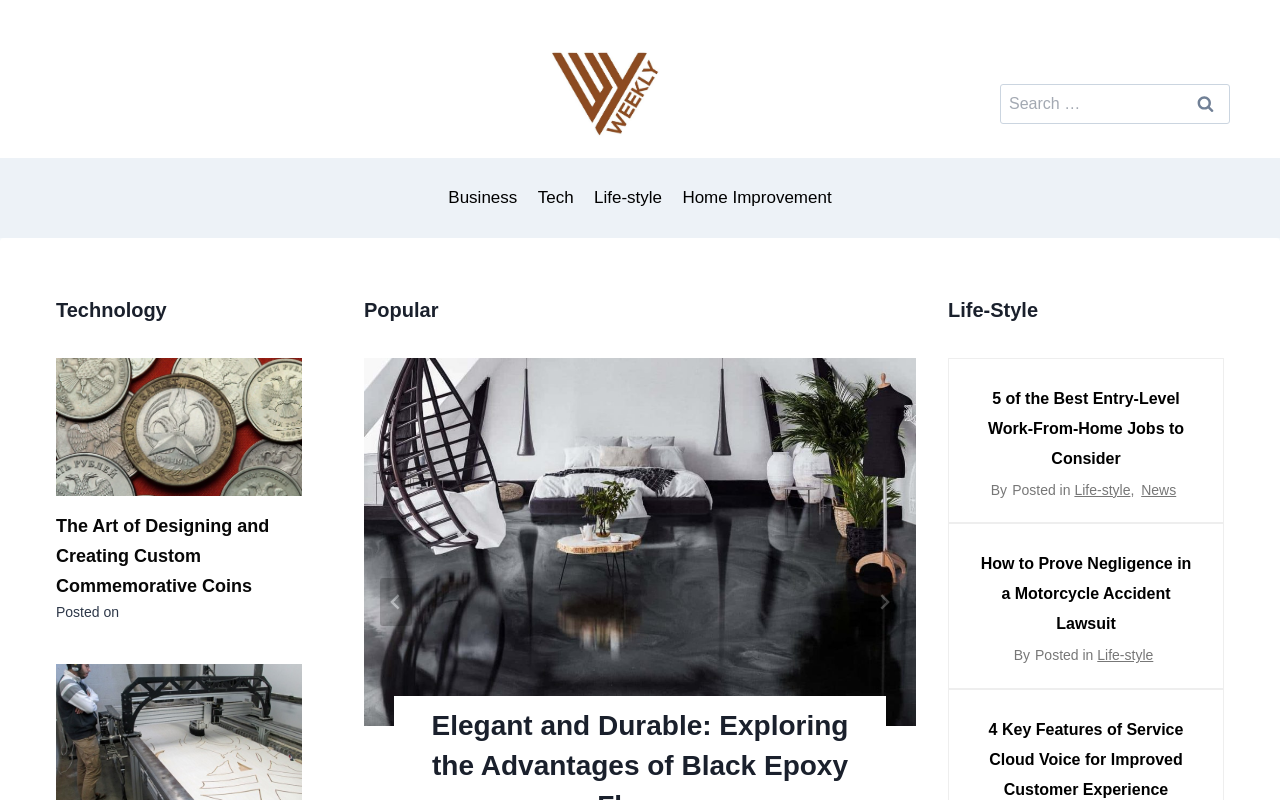 WEEKLY
Search …
Business Tech Life-style Home Improvement
Technology
The Art of Designing and
Creating Custom
Commemorative Coins
Posted on
Popular
Elegant and Durable: Exploring
the Advantages of Black Epoxy
Life-Style
5 of the Best Entry-Level
Work-From-Home Jobs to
Consider
By Posted in Life-style, News
How to Prove Negligence in
a Motorcycle Accident
Lawsuit
By Posted in Life-style
4 Key Features of Service
Cloud Voice for Improved
Customer Experience